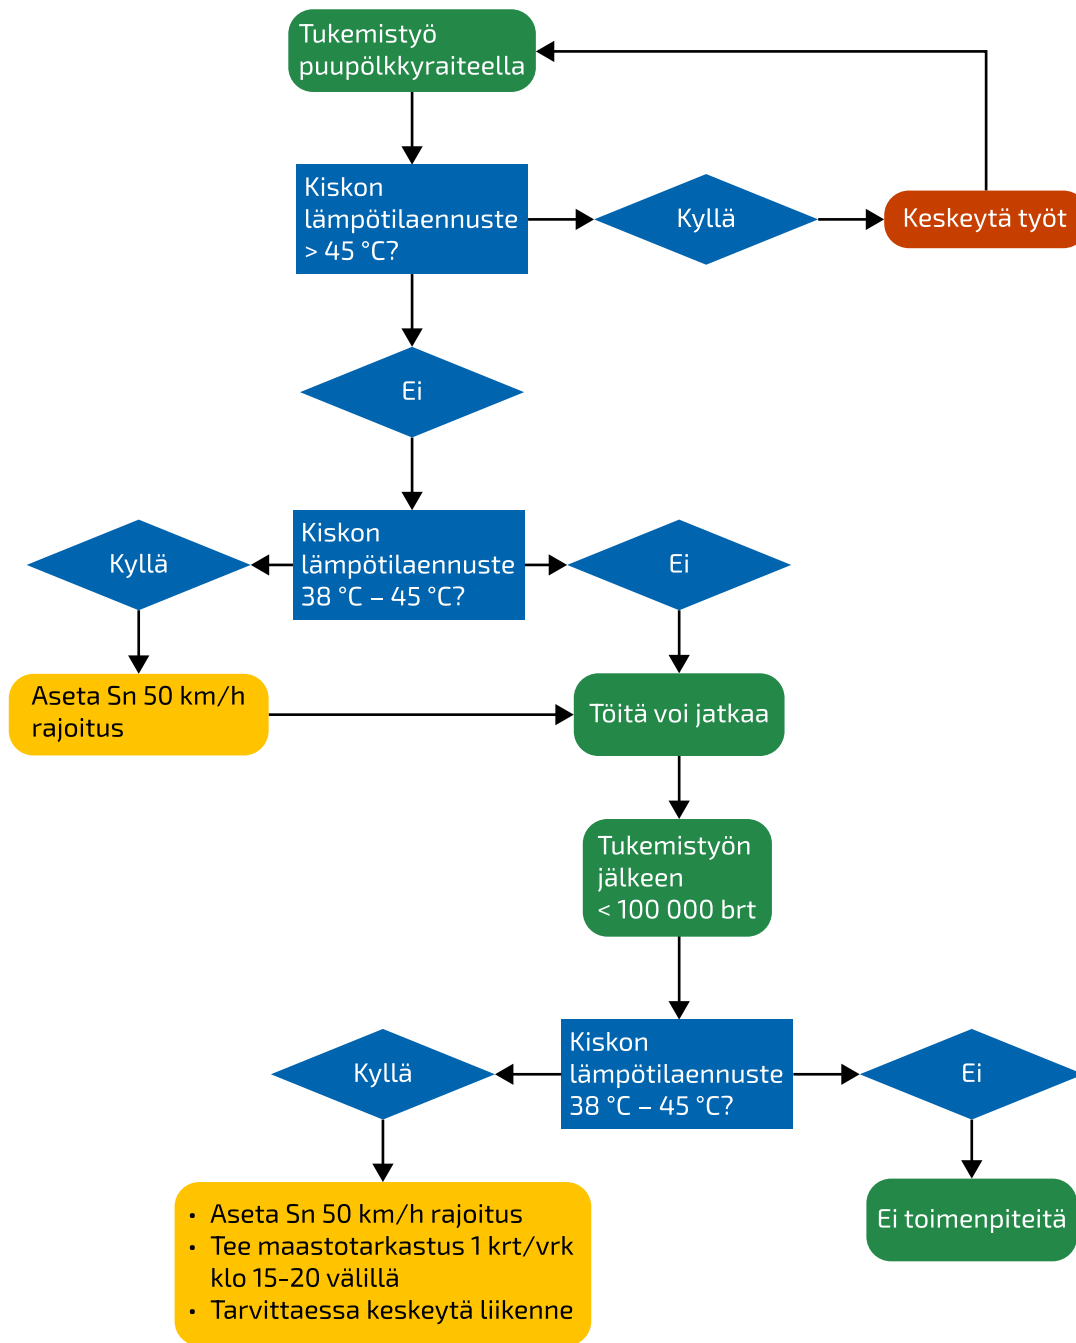 Tukemistyö
puupölkkyraiteella
Kiskon
lämpötilaennuste
> 45 °C?
Kyllä
Keskeytä työt
Ei
Kyllä
Kiskon
lämpötilaennuste
38 °C – 45 °C?
Ei
Aseta Sn 50 km/h
rajoitus
Töitä voi jatkaa
Tukemistyön
jälkeen
< 100 000 brt
Kyllä
Kiskon
lämpötilaennuste
38 °C – 45 °C?
Ei
• Aseta Sn 50 km/h rajoitus
• Tee maastotarkastus 1 krt/vrk
klo 15-20 välillä
• Tarvittaessa keskeytä liikenne
Ei toimenpiteitä